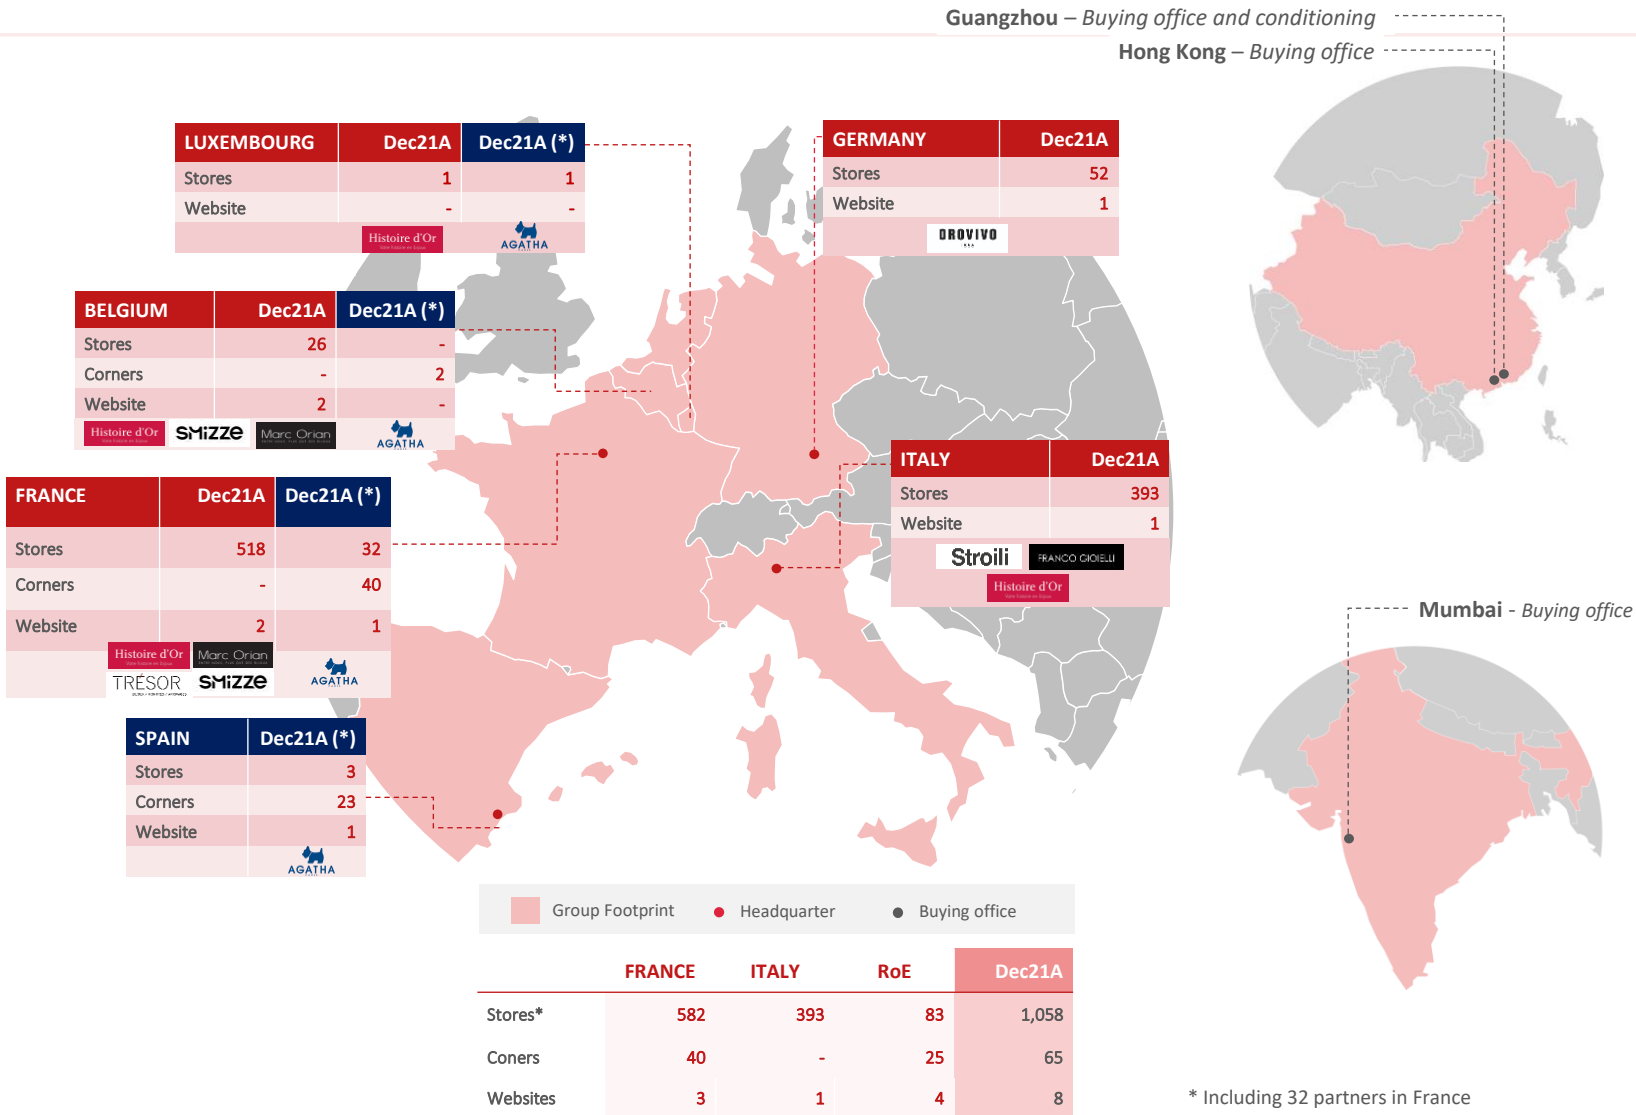 Guangzhou – Buying office and conditioning
Hong Kong – Buying office
LUXEMBOURG Dec21A Dec21A (*)
Stores 1 1
Website - -
Histoire d'Or AGATHA
GERMANY Dec21A
Stores 52
Website 1
OROVIVO
BELGIUM Dec21A Dec21A (*)
Stores 26 -
Corners - 2
Website 2 -
Histoire d'Or SMIZZE Marc Orian AGATHA
FRANCE Dec21A Dec21A (*)
Stores 518 32
Corners - 40
Website 2 1
Histoire d'Or Marc Orian
TRÉSOR SMIZZE AGATHA
ITALY Dec21A
Stores 393
Website 1
Stroili FRANCO GIOIELLI
Histoire d'Or
SPAIN Dec21A (*)
Stores 3
Corners 23
Website 1
AGATHA
Mumbai - Buying office
Group Footprint Headquarter Buying office
FRANCE ITALY RoE Dec21A
Stores* 582 393 83 1,058
Coners 40 - 25 65
Websites 3 1 4 8
* Including 32 partners in France